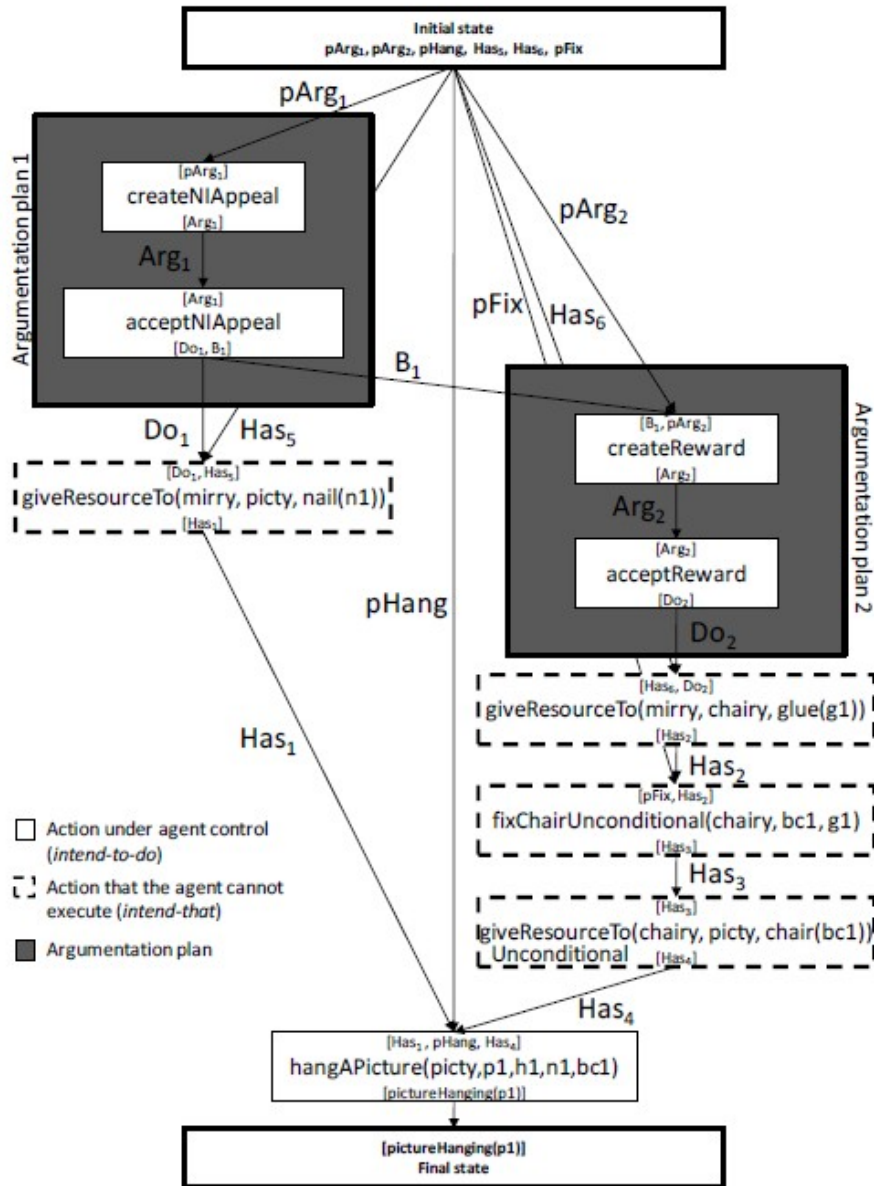 Initial state
pArg₁, pArg₂, pHang, Has₅, Has₆, pFix
pArg₁
Argumentation plan 1
[pArg₁]
createNIAppeal
[Arg₁]
Arg₁
[Arg₁]
acceptNIAppeal
[Do₁, B₁]
pArg₂
pFix
Has₆
B₁
Do₁
Has₅
Argumentation plan 2
[B₁, pArg₂]
createReward
[Arg₂]
Arg₂
[Arg₂]
acceptReward
[Do₂]
Do₂
[Do₁, Has₅]
giveResourceTo(mirry, picty, nail(n1))
[Has₁]
pHang
[Has₆, Do₂]
giveResourceTo(mirry, chairy, glue(g1))
[Has₂]
Has₁
Has₂
[pFix, Has₂]
fixChairUnconditional(chairy, bc1, g1)
[Has₃]
Has₃
[Has₃]
giveResourceTo(chairy, picty, chair(bc1))
Unconditional
[Has₄]
Has₄
Action under agent control
(intend-to-do)
Action that the agent cannot
execute (intend-that)
Argumentation plan
[Has₁, pHang, Has₄]
hangAPicture(picty,p1,h1,n1,bc1)
[pictureHanging(p1)]
[pictureHanging(p1)]
Final state